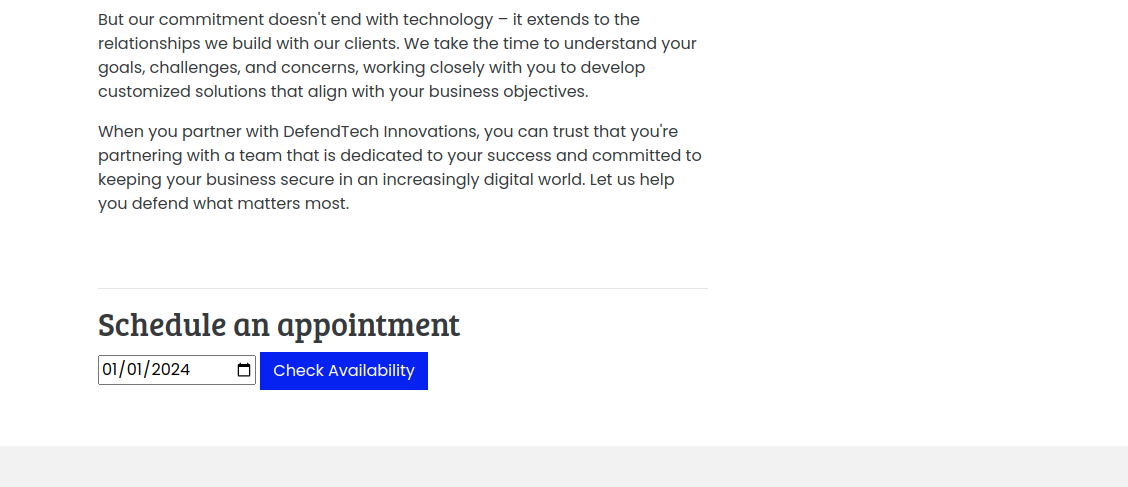 But our commitment doesn't end with technology – it extends to the
relationships we build with our clients. We take the time to understand your
goals, challenges, and concerns, working closely with you to develop
customized solutions that align with your business objectives.
When you partner with DefendTech Innovations, you can trust that you're
partnering with a team that is dedicated to your success and committed to
keeping your business secure in an increasingly digital world. Let us help
you defend what matters most.
Schedule an appointment
01/01/2024 Check Availability